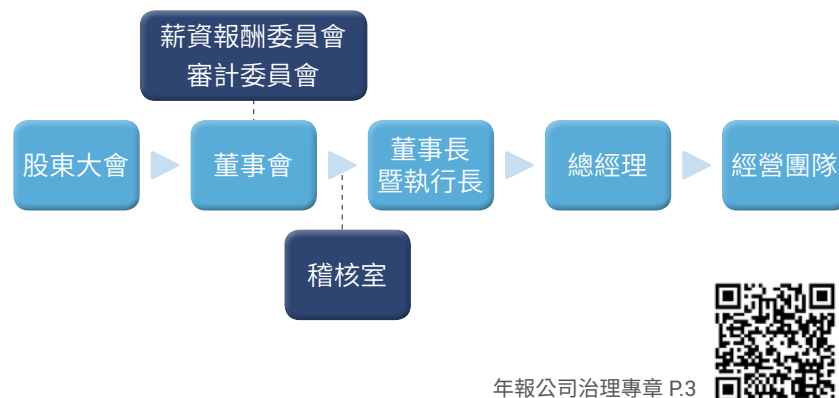 薪資報酬委員會
審計委員會
股東大會
董事會
董事長
暨執行長
總經理
經營團隊
稽核室
年報公司治理專章 P.3